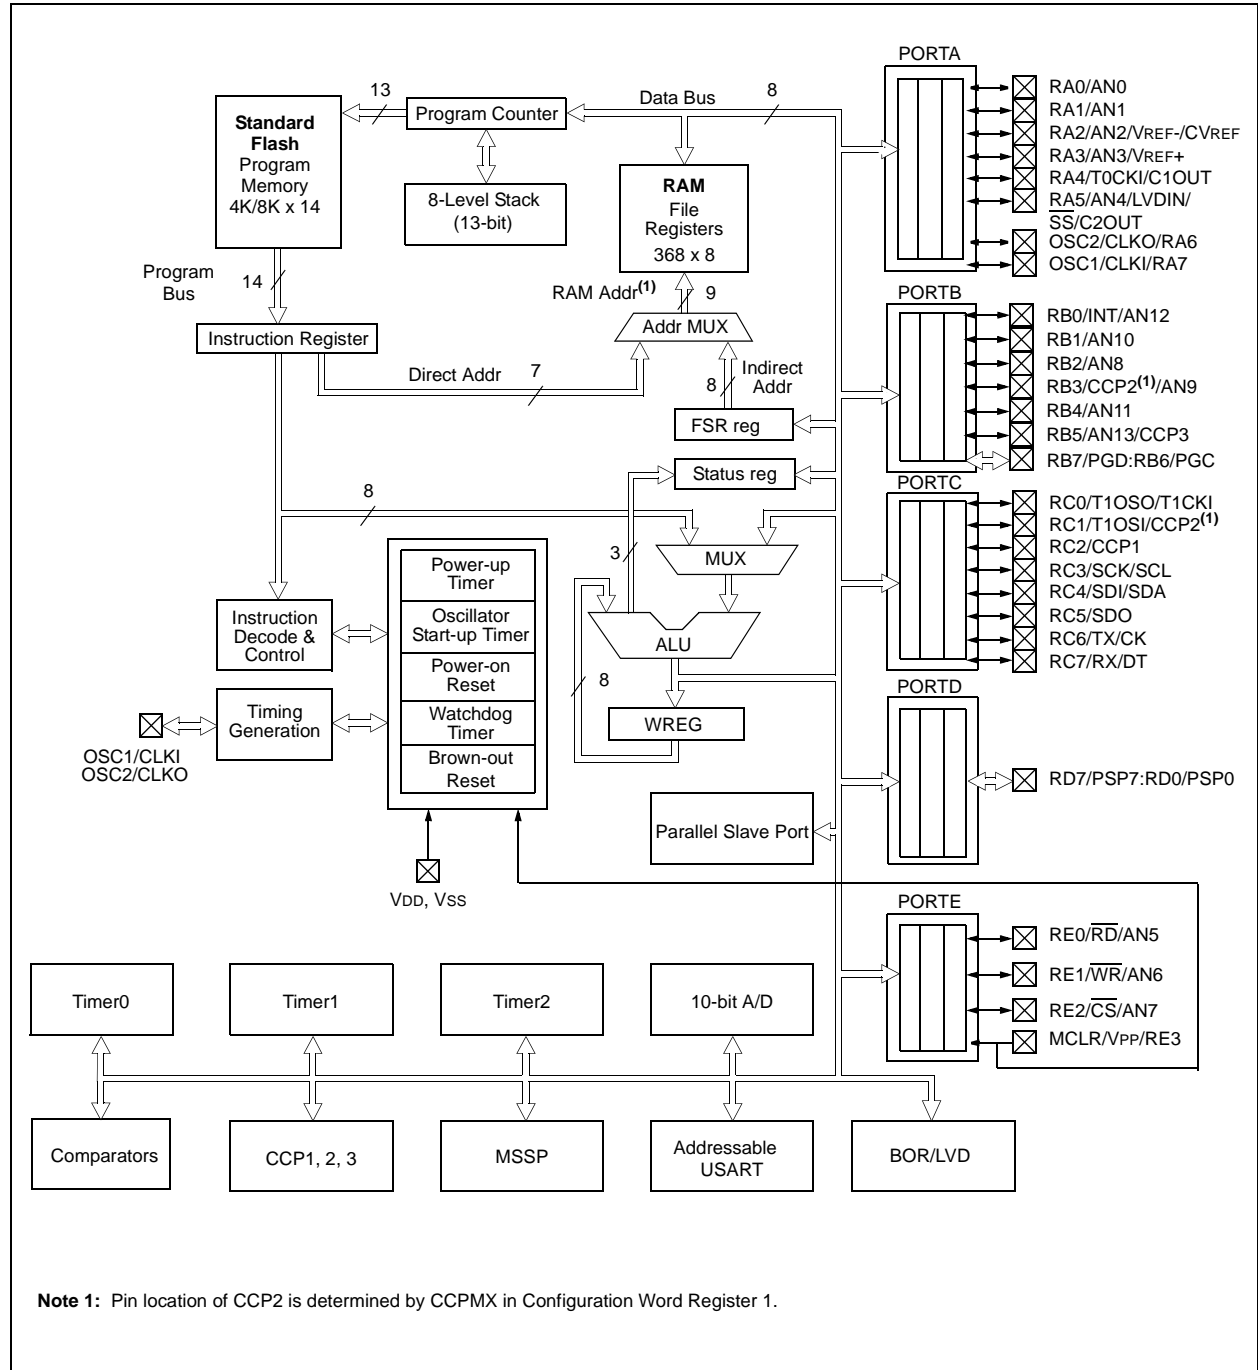 PORTA
13
Data Bus
8
Program Counter
Standard
Flash
Program
Memory
4K/8K x 14
8-Level Stack
(13-bit)
RAM
File
Registers
368 x 8
RA0/AN0
RA1/AN1
RA2/AN2/VREF-/CVREF
RA3/AN3/VREF+
RA4/T0CKI/C1OUT
RA5/AN4/LVDIN/
SS/C2OUT
OSC2/CLKO/RA6
OSC1/CLKI/RA7
Program
Bus
14
RAM Addr(1)
9
PORTB
Addr MUX
Instruction Register
Direct Addr
7
8
Indirect
Addr
FSR reg
RB0/INT/AN12
RB1/AN10
RB2/AN8
RB3/CCP2(1)/AN9
RB4/AN11
RB5/AN13/CCP3
RB7/PGD:RB6/PGC
Status reg
PORTC
8
3
MUX
RC0/T1OSO/T1CKI
RC1/T1OSI/CCP2(1)
RC2/CCP1
RC3/SCK/SCL
RC4/SDI/SDA
RC5/SDO
RC6/TX/CK
RC7/RX/DT
Power-up
Timer
Oscillator
Start-up Timer
Power-on
Reset
Watchdog
Timer
Brown-out
Reset
Instruction
Decode &
Control
ALU
8
WREG
Timing
Generation
OSC1/CLKI
OSC2/CLKO
PORTD
RD7/PSP7:RD0/PSP0
Parallel Slave Port
VDD, VSS
PORTE
RE0/RD/AN5
RE1/WR/AN6
RE2/CS/AN7
MCLR/VPP/RE3
Timer0
Timer1
Timer2
10-bit A/D
Comparators
CCP1, 2, 3
MSSP
Addressable
USART
BOR/LVD
Note 1: Pin location of CCP2 is determined by CCPMX in Configuration Word Register 1.